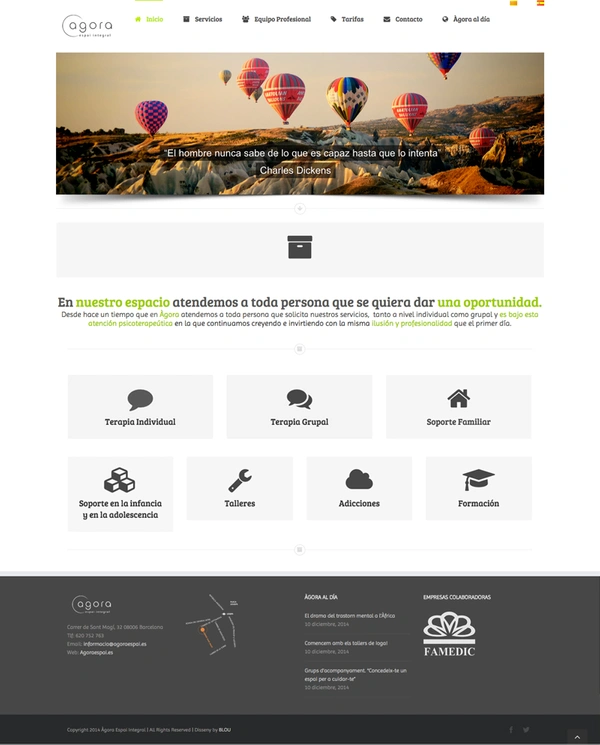 àgora
espai integral
Inicio
Servicios
Equipo Profesional
Tarifas
Contacto
Àgora al día
"El hombre nunca sabe de lo que es capaz hasta que lo intenta"
Charles Dickens
En nuestro espacio atendemos a toda persona que se quiera dar una oportunidad.
Desde hace un tiempo que en Àgora atendemos a toda persona que solicita nuestros servicios, tanto a nivel individual como grupal y es bajo esta
atención psicoterapeútica en la que continuamos creyendo e invirtiendo con la misma ilusión y profesionalidad que el primer día.
Terapia Individual
Terapia Grupal
Soporte Familiar
Soporte en la infancia
y en la adolescencia
Talleres
Adicciones
Formación
àgora
espai integral
Carrer de Sant Magí, 31 08006 Barcelona
Tlf: 620 152 763
Email: informacio@agoraespai.es
Web: Agoraespai.es
ÀGORA AL DÍA
El drama del trastorn mental a l'Àfrica
10 diciembre, 2014
Comencem amb els tallers de logo!
10 diciembre, 2014
Grups d'acompanyament. "Concedeix-te un
espai per a cuidar-te"
10 diciembre, 2014
EMPRESAS COLABORADORAS
FAMEDIC
Copyright 2014 Àgora Espai Integral | All Rights Reserved | Disseny by BLOU